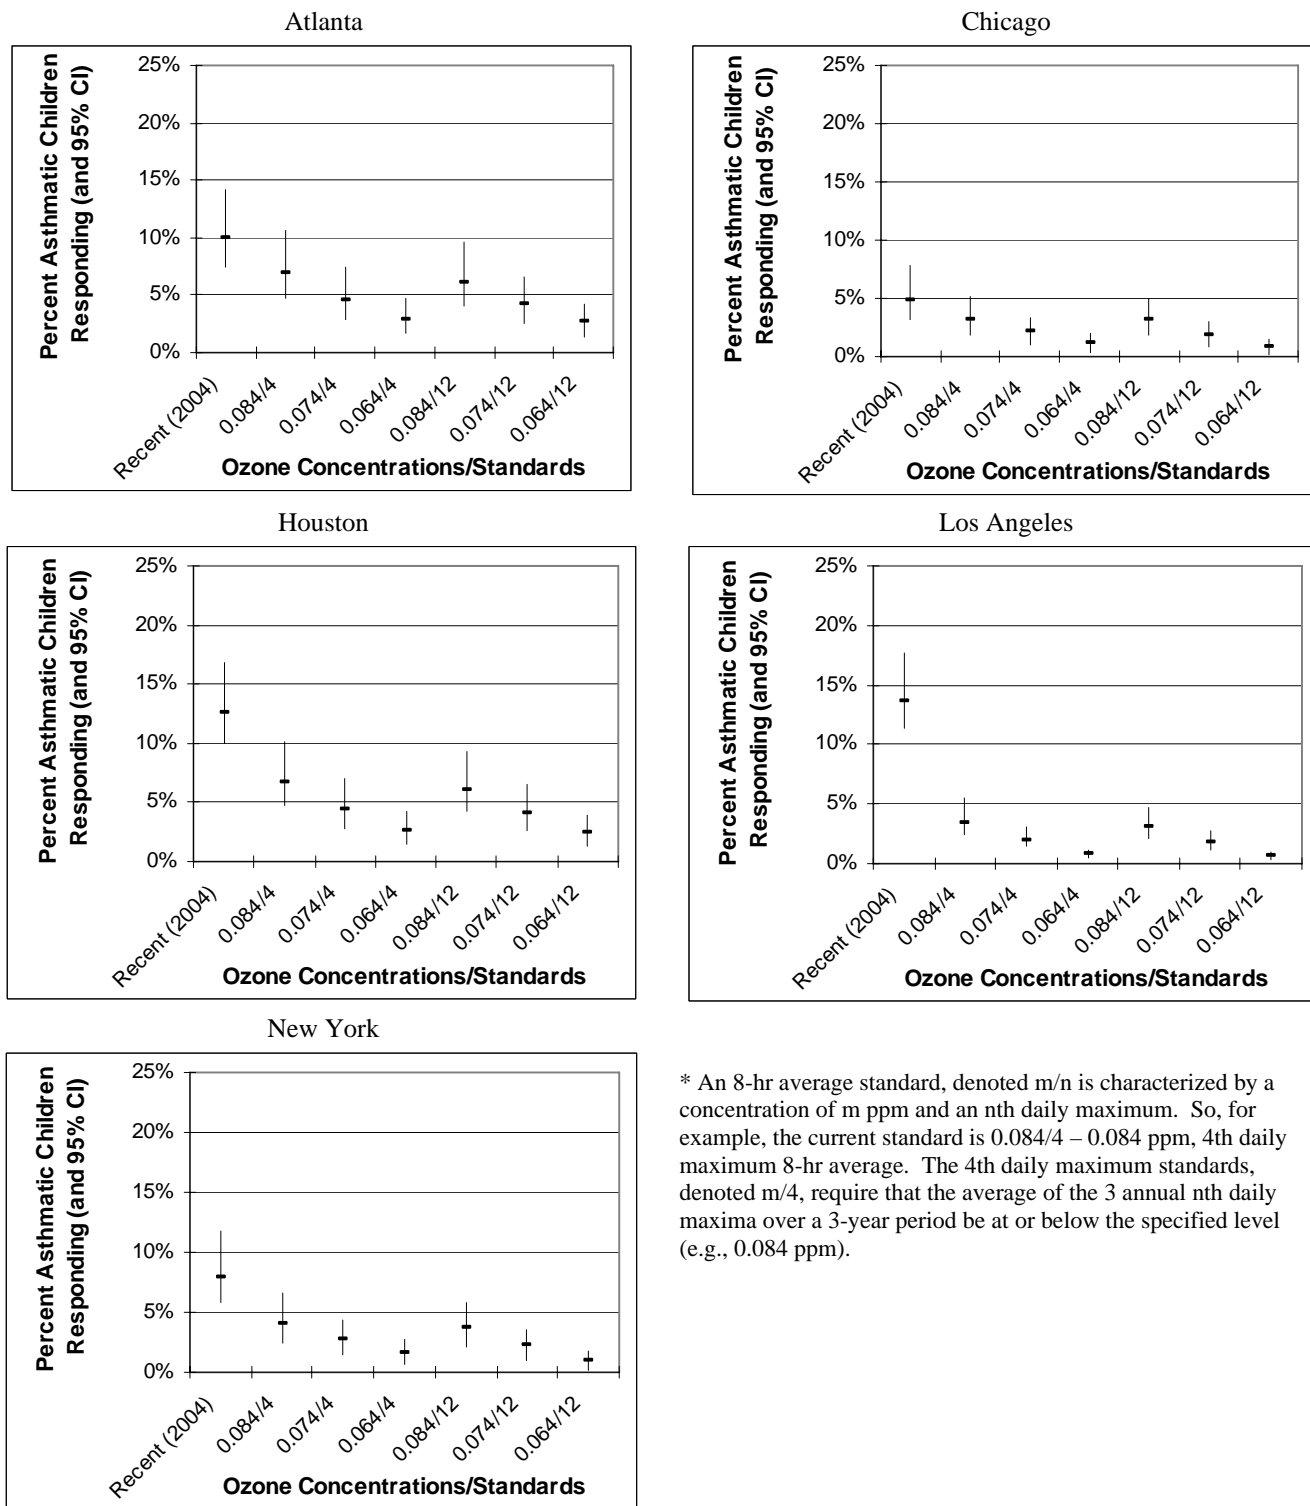 Atlanta
Percent Asthmatic Children
Responding (and 95% CI)
25%
20%
15%
10%
5%
0%
Recent (2004)
0.084/4
0.074/4
0.064/4
0.084/12
0.074/12
0.064/12
Ozone Concentrations/Standards
Chicago
Percent Asthmatic Children
Responding (and 95% CI)
25%
20%
15%
10%
5%
0%
Recent (2004)
0.084/4
0.074/4
0.064/4
0.084/12
0.074/12
0.064/12
Ozone Concentrations/Standards
Houston
Percent Asthmatic Children
Responding (and 95% CI)
25%
20%
15%
10%
5%
0%
Recent (2004)
0.084/4
0.074/4
0.064/4
0.084/12
0.074/12
0.064/12
Ozone Concentrations/Standards
Los Angeles
Percent Asthmatic Children
Responding (and 95% CI)
25%
20%
15%
10%
5%
0%
Recent (2004)
0.084/4
0.074/4
0.064/4
0.084/12
0.074/12
0.064/12
Ozone Concentrations/Standards
New York
Percent Asthmatic Children
Responding (and 95% CI)
25%
20%
15%
10%
5%
0%
Recent (2004)
0.084/4
0.074/4
0.064/4
0.084/12
0.074/12
0.064/12
Ozone Concentrations/Standards
* An 8-hr average standard, denoted m/n is characterized by a
concentration of m ppm and an nth daily maximum.  So, for
example, the current standard is 0.084/4 – 0.084 ppm, 4th daily
maximum 8-hr average.  The 4th daily maximum standards,
denoted m/4, require that the average of the 3 annual nth daily
maxima over a 3-year period be at or below the specified level
(e.g., 0.084 ppm).